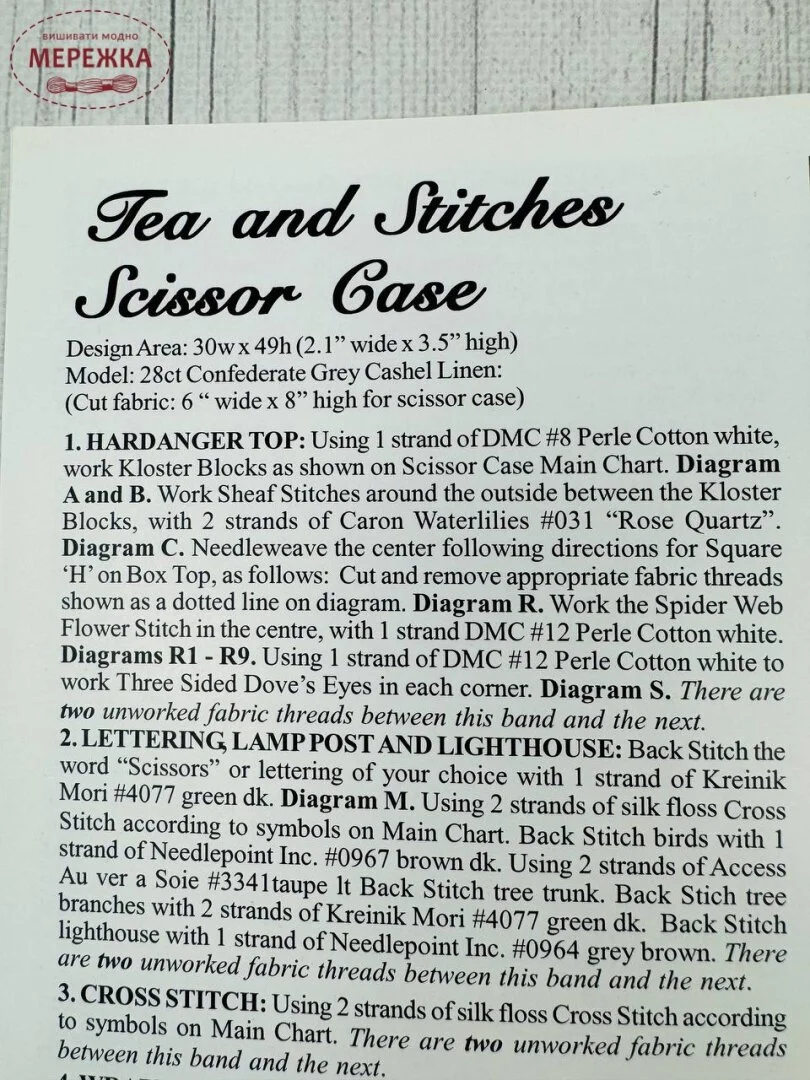 вишивати модно
МЕРЕЖКА
Tea and Stitches
Scissor Case
Design Area: 30w x 49h (2.1” wide x 3.5” high)
Model: 28ct Confederate Grey Cashel Linen:
(Cut fabric: 6 “ wide x 8” high for scissor case)
1. HARDANGER TOP: Using 1 strand of DMC #8 Perle Cotton white,
work Kloster Blocks as shown on Scissor Case Main Chart. Diagram
A and B. Work Sheaf Stitches around the outside between the Kloster
Blocks, with 2 strands of Caron Waterlilies #031 “Rose Quartz”.
Diagram C. Needleweave the center following directions for Square
‘H’ on Box Top, as follows: Cut and remove appropriate fabric threads
shown as a dotted line on diagram. Diagram R. Work the Spider Web
Flower Stitch in the centre, with 1 strand DMC #12 Perle Cotton white.
Diagrams R1 - R9. Using 1 strand of DMC #12 Perle Cotton white to
work Three Sided Dove’s Eyes in each corner. Diagram S. There are
two unworked fabric threads between this band and the next.
2. LETTERING, LAMP POST AND LIGHTHOUSE: Back Stitch the
word “Scissors” or lettering of your choice with 1 strand of Kreinik
Mori #4077 green dk. Diagram M. Using 2 strands of silk floss Cross
Stitch according to symbols on Main Chart. Back Stitch birds with 1
strand of Needlepoint Inc. #0967 brown dk. Using 2 strands of Access
Au ver a Soie #3341taupe lt Back Stitch tree trunk. Back Stich tree
branches with 2 strands of Kreinik Mori #4077 green dk. Back Stitch
lighthouse with 1 strand of Needlepoint Inc. #0964 grey brown. There
are two unworked fabric threads between this band and the next.
3. CROSS STITCH: Using 2 strands of silk floss Cross Stitch according
to symbols on Main Chart. There are two unworked fabric threads
between this band and the next.